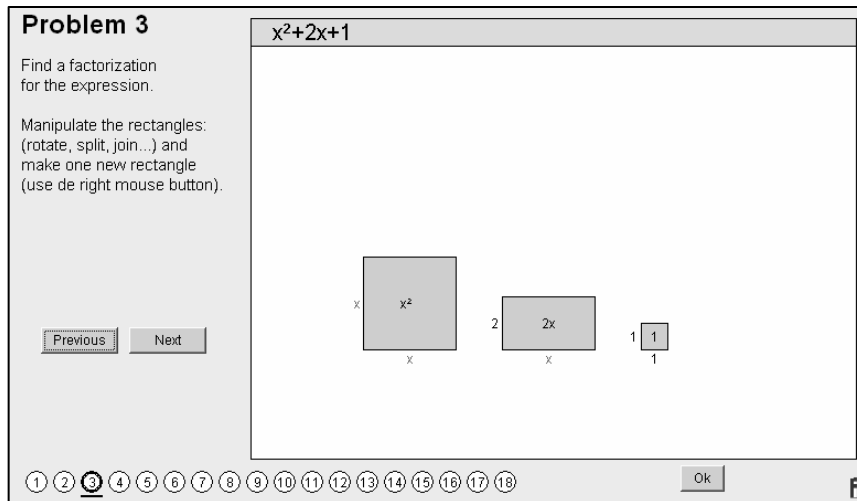 Problem 3
Find a factorization
for the expression.
Manipulate the rectangles:
(rotate, split, join...) and
make one new rectangle
(use de right mouse button).
Previous
Next
x²+2x+1
x
x²
x
2
2x
x
1
1
1
1 2 3 4 5 6 7 8 9 10 11 12 13 14 15 16 17 18
Ok